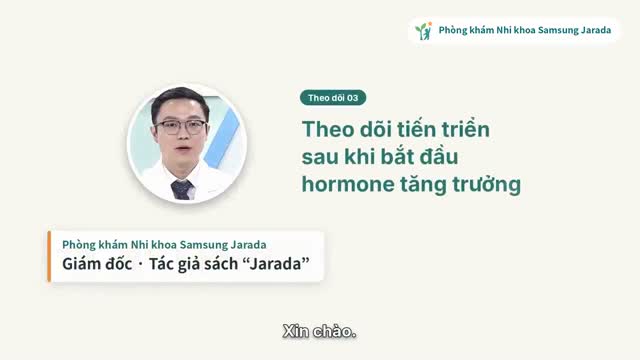 Phòng khám Nhi khoa Samsung Jarada
Theo dõi 03
Theo dõi tiến triển
sau khi bắt đầu
hormone tăng trưởng
Phòng khám Nhi khoa Samsung Jarada
Giám đốc · Tác giả sách “Jarada”
Xin chào.